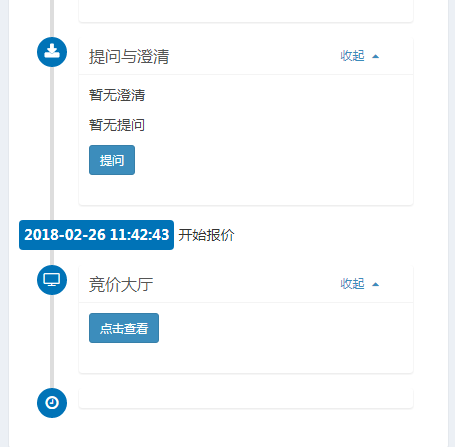 提问与澄清 收起
暂无澄清
暂无提问
提问
2018-02-26 11:42:43 开始报价
竞价大厅 收起
点击查看